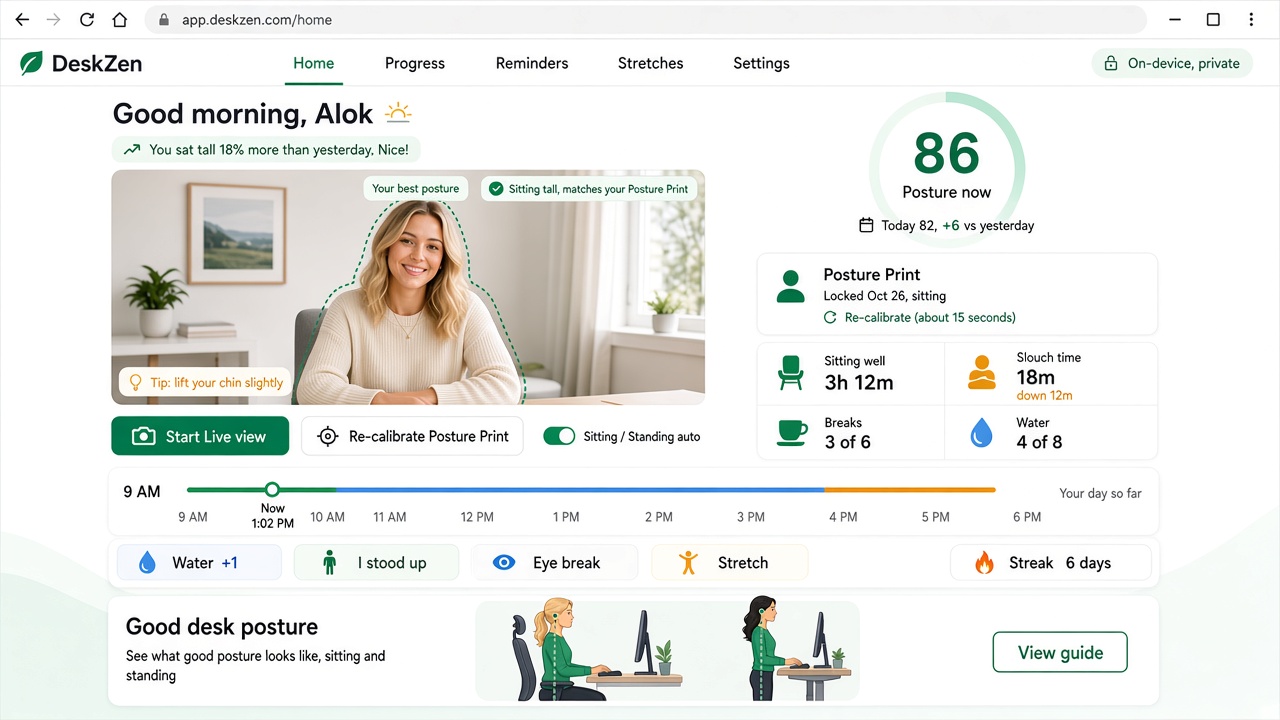 app.deskzen.com/home
DeskZen
Home
Progress
Reminders
Stretches
Settings
On-device, private
Good morning, Alok
You sat tall 18% more than yesterday. Nice!
Your best posture
Sitting tall, matches your Posture Print
Tip: lift your chin slightly
Start Live view
Re-calibrate Posture Print
Sitting / Standing auto
86
Posture now
Today 82, +6 vs yesterday
Posture Print
Locked Oct 26, sitting
Re-calibrate (about 15 seconds)
Sitting well
3h 12m
Slouch time
18m
down 12m
Breaks
3 of 6
Water
4 of 8
9 AM
Your day so far
9 AM
Now
1:02 PM
10 AM
11 AM
12 PM
1 PM
2 PM
3 PM
4 PM
5 PM
6 PM
Water +1
I stood up
Eye break
Stretch
Streak 6 days
Good desk posture
See what good posture looks like, sitting and
standing
View guide